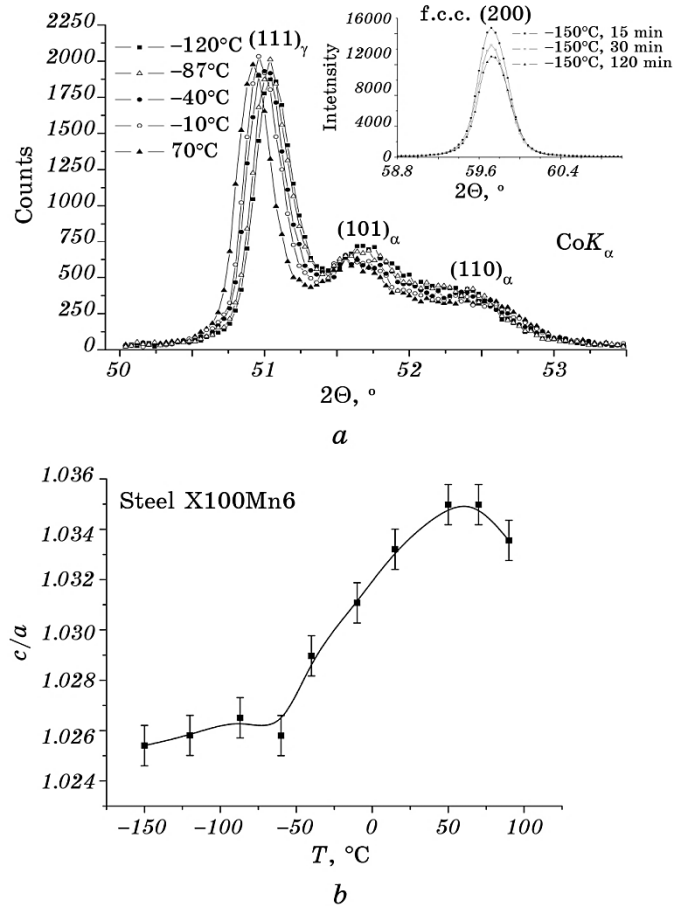 f.c.c. (200)
Intetnsity
16000
12000
8000
4000
0
58.8 59.6 60.4
2Θ, °
–150°C, 15 min
–150°C, 30 min
–150°C, 120 min
Counts
2250
2000
1750
1500
1250
1000
750
500
250
0
–120°C
–87°C
–40°C
–10°C
70°C
(111)γ
(101)α
(110)α
CoKα
50 51 52 53
2Θ, °
a
Steel X100Mn6
c/a
1.036
1.034
1.032
1.030
1.028
1.026
1.024
–150 –100 –50 0 50 100
T, °C
b